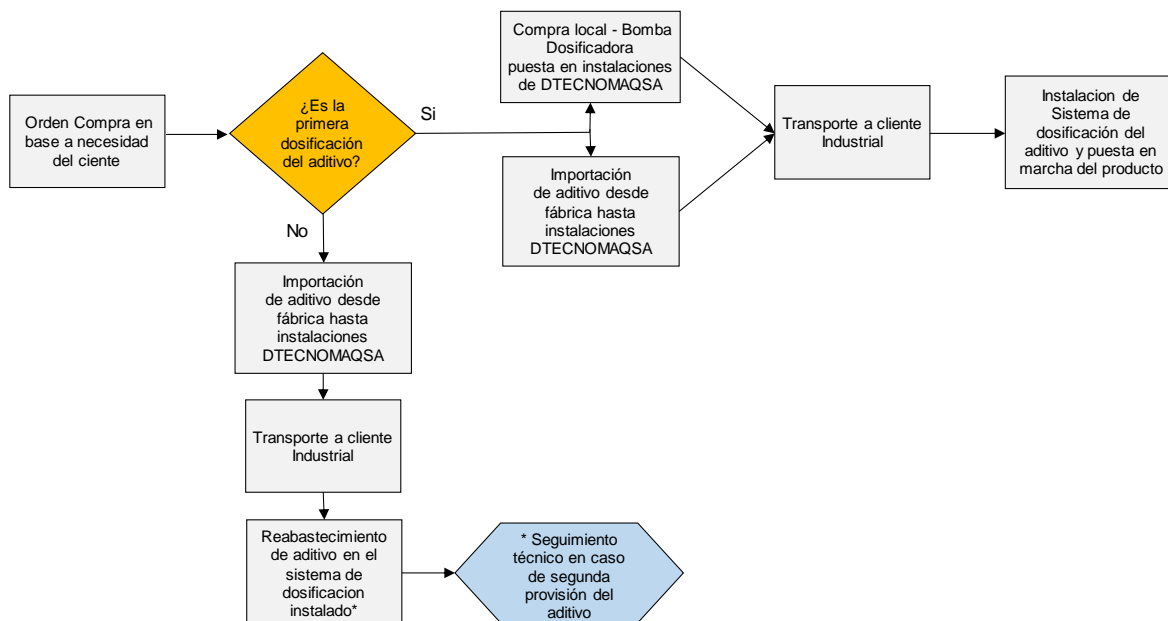 Orden Compra en
base a necesidad
del ciente
¿Es la
primera
dosificación
del aditivo?
Si
No
Compra local - Bomba
Dosificadora
puesta en instalaciones
de DTECNOMAQSA
Importación
de aditivo desde
fábrica hasta
instalaciones
DTECNOMAQSA
Transporte a cliente
Industrial
Instalacion de
Sistema de
dosificación del
aditivo y puesta en
marcha del producto
Importación
de aditivo desde
fábrica hasta
instalaciones
DTECNOMAQSA
Transporte a cliente
Industrial
Reabastecimiento
de aditivo en el
sistema de
dosificacion
instalado*
* Seguimiento
técnico en caso
de segunda
provisión del
aditivo